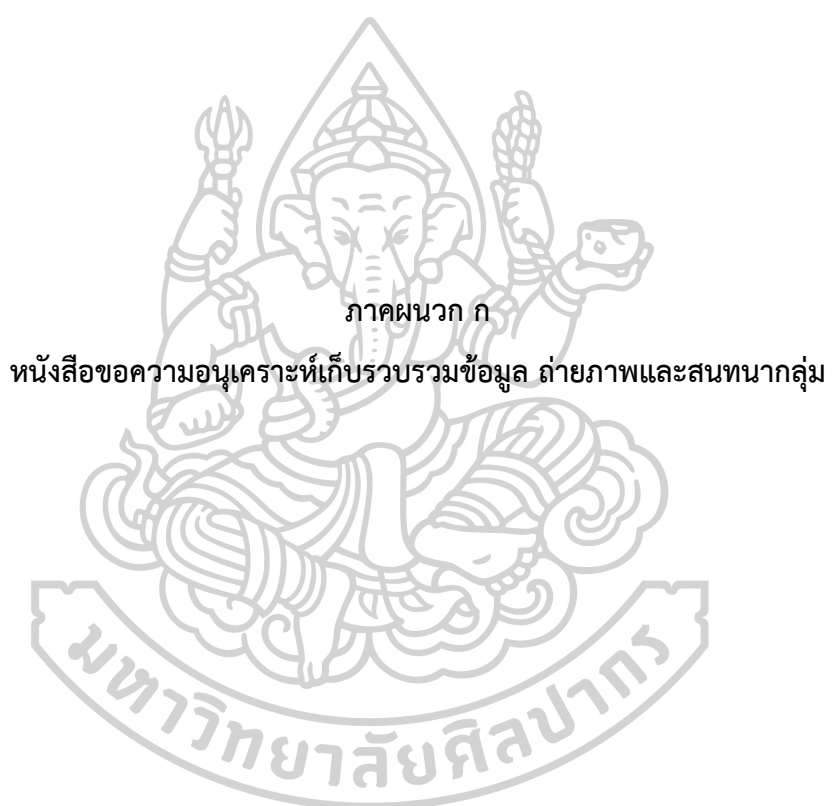 ภาคผนวก ก
หนังสือขอความอนุเคราะห์เก็บรวบรวมข้อมูล ถ่ายภาพและสนทนากลุ่ม
มหาวิทยาลัยศิลปากร